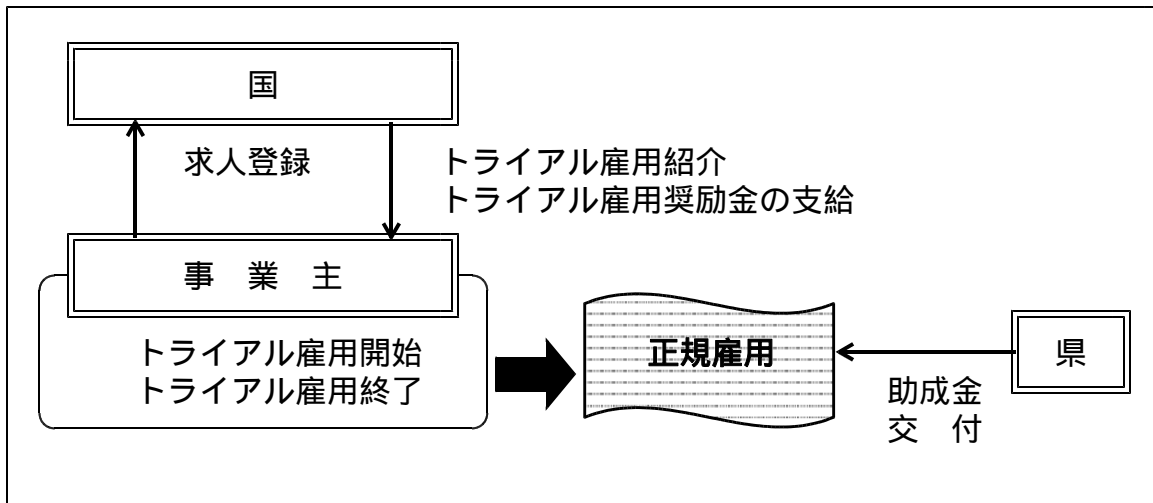 国
求人登録
トライアル雇用紹介
トライアル雇用奨励金の支給
事　業　主
トライアル雇用開始
トライアル雇用終了
正規雇用
県
助成金
交　付